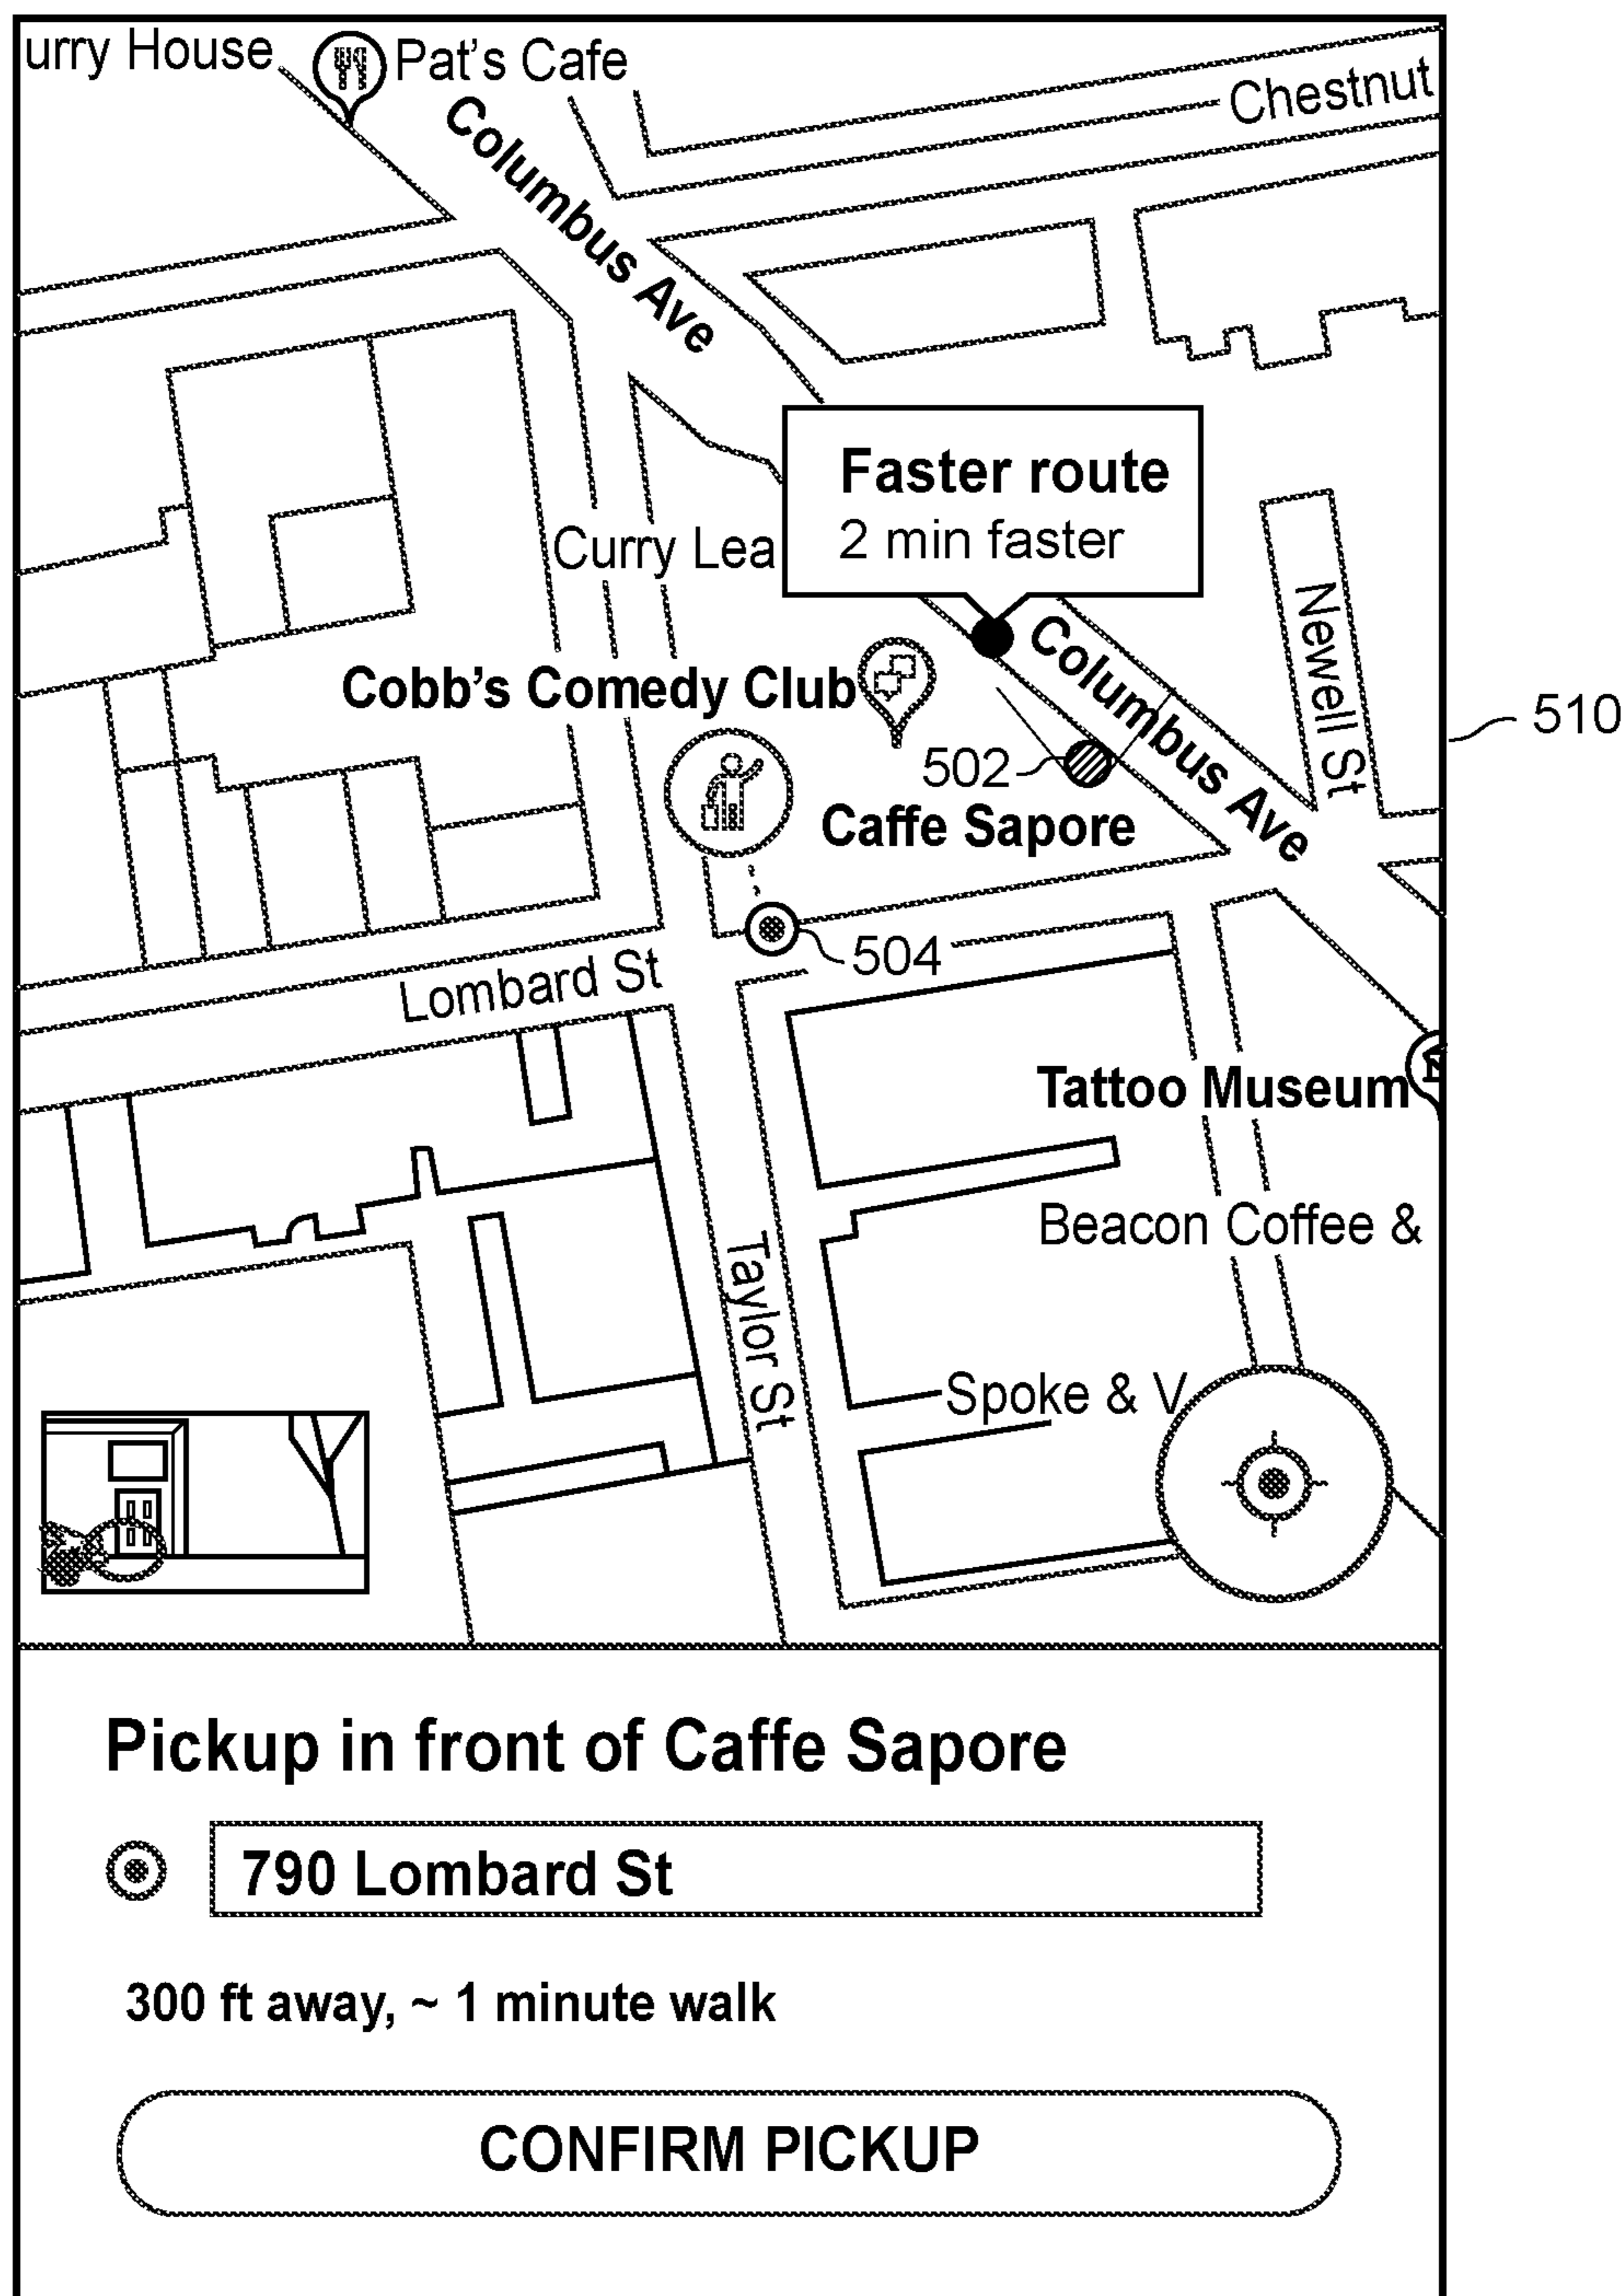 urry House
Pat's Cafe
Chestnut
Columbus Ave
Faster route
2 min faster
Curry Lea
Newell St
Columbus Ave
Cobb's Comedy Club
510
502
Caffe Sapore
504
Lombard St
Tattoo Museum
Beacon Coffee &
Taylor St
Spoke & V
Pickup in front of Caffe Sapore
790 Lombard St
300 ft away, ~ 1 minute walk
CONFIRM PICKUP